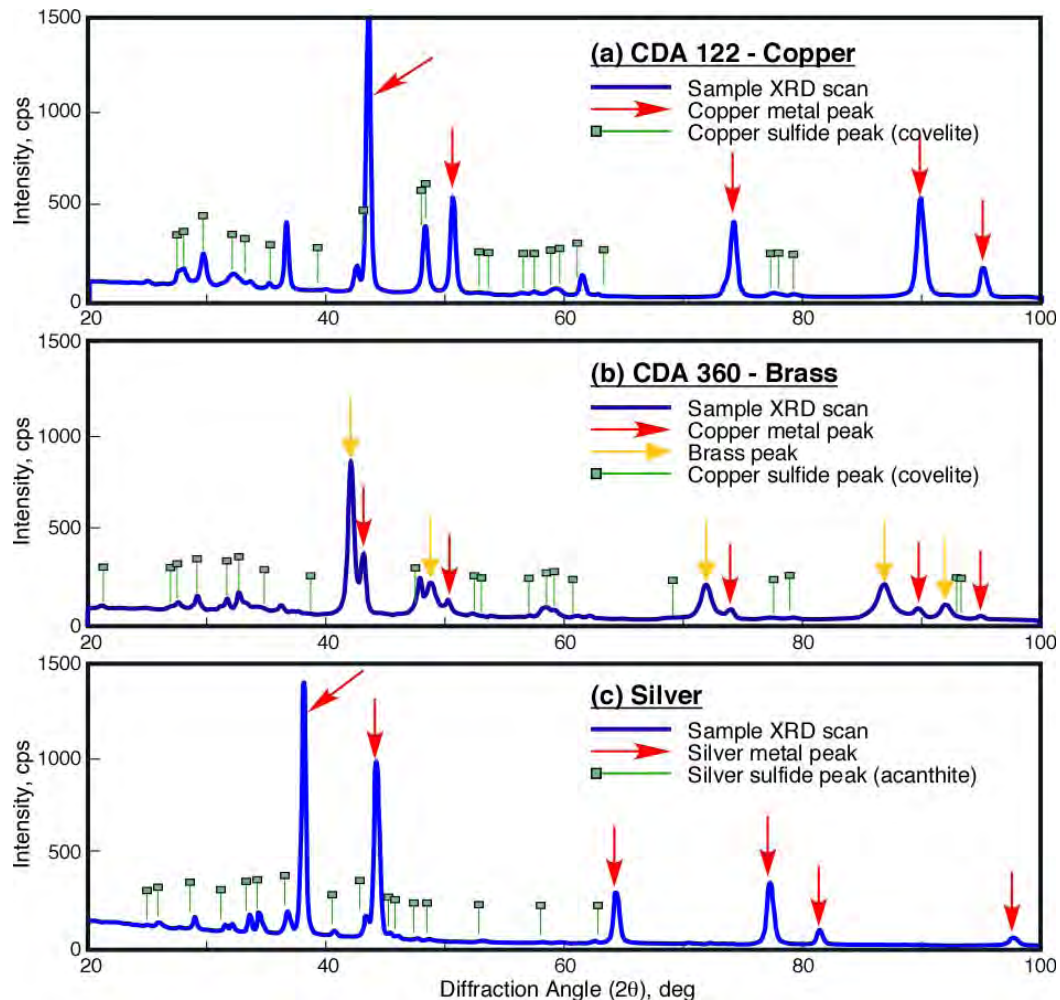 1500
1000
500
0
Intensity, cps
(a) CDA 122 - Copper
Sample XRD scan
Copper metal peak
Copper sulfide peak (covelite)
20 40 60 80 100
1500
1000
500
0
Intensity, cps
(b) CDA 360 - Brass
Sample XRD scan
Copper metal peak
Brass peak
Copper sulfide peak (covelite)
20 40 60 80 100
1500
1000
500
0
Intensity, cps
(c) Silver
Sample XRD scan
Silver metal peak
Silver sulfide peak (acanthite)
20 40 60 80 100
Diffraction Angle (2θ), deg